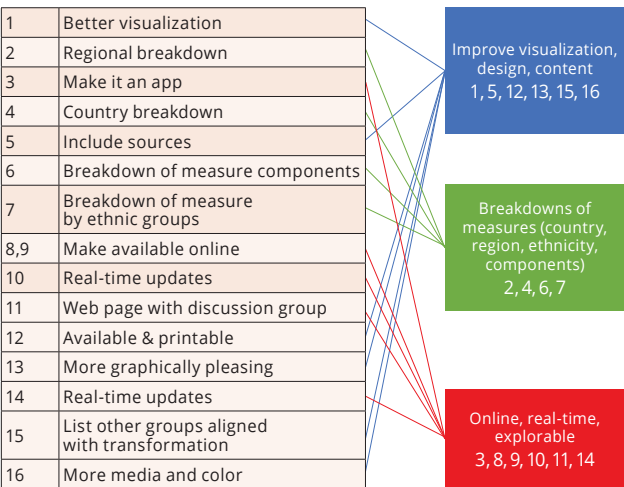 1 Better visualization
2 Regional breakdown
3 Make it an app
4 Country breakdown
5 Include sources
6 Breakdown of measure components
7 Breakdown of measure
by ethnic groups
8,9 Make available online
10 Real-time updates
11 Web page with discussion group
12 Available & printable
13 More graphically pleasing
14 Real-time updates
15 List other groups aligned
with transformation
16 More media and color
Improve visualization,
design, content
1, 5, 12, 13, 15, 16
Breakdowns of
measures (country,
region, ethnicity,
components)
2, 4, 6, 7
Online, real-time,
explorable
3, 8, 9, 10, 11, 14